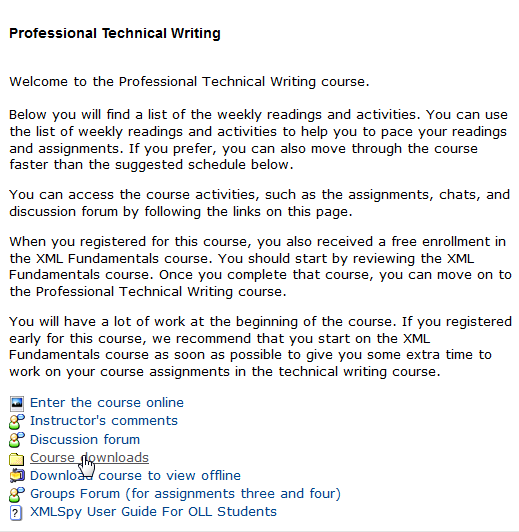 Professional Technical Writing
Welcome to the Professional Technical Writing course.
Below you will find a list of the weekly readings and activities. You can use
the list of weekly readings and activities to help you to pace your readings
and assignments. If you prefer, you can also move through the course
faster than the suggested schedule below.
You can access the course activities, such as the assignments, chats, and
discussion forum by following the links on this page.
When you registered for this course, you also received a free enrollment in
the XML Fundamentals course. You should start by reviewing the XML
Fundamentals course. Once you complete that course, you can move on to
the Professional Technical Writing course.
You will have a lot of work at the beginning of the course. If you registered
early for this course, we recommend that you start on the XML
Fundamentals course as soon as possible to give you some extra time to
work on your course assignments in the technical writing course.
Enter the course online
Instructor's comments
Discussion forum
Course downloads
Download course to view offline
Groups Forum (for assignments three and four)
XMLSpy User Guide For OLL Students